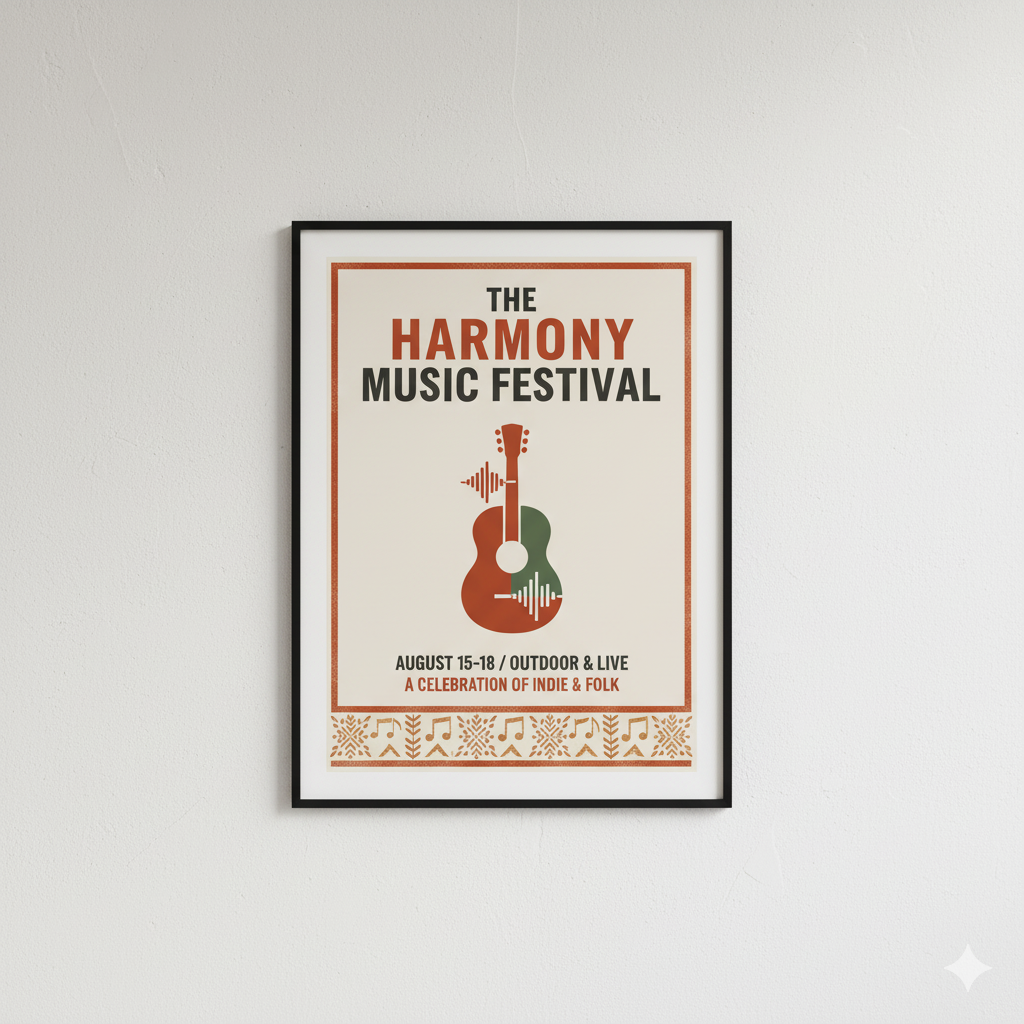 THE
HARMONY
MUSIC FESTIVAL
AUGUST 15-18 / OUTDOOR & LIVE
A CELEBRATION OF INDIE & FOLK